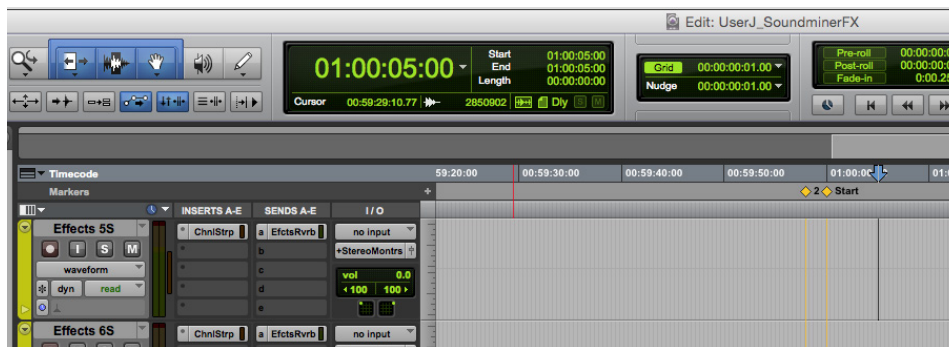 Edit: UserJ_SoundminerFX
01:00:05:00
Start 01:00:05:00
End 01:00:05:00
Length 00:00:00:00
Cursor 00:59:29:10.77 2850902 Dly S M
Grid 00:00:00:01.00
Nudge 00:00:00:01.00
Pre-roll 00:00:00:0
Post-roll 00:00:00:0
Fade-in 0:00.25
Timecode 59:20:00 00:59:30:00 00:59:40:00 00:59:50:00 01:00:00 01:0
Markers + 2 Start
INSERTS A-E SENDS A-E I / O
Effects 5S ChnlStrp a EfctsRvrb no input
I S M b +StereoMontrs
waveform c vol 0.0
dyn read d 100 100
e
Effects 6S ChnlStrp a EfctsRvrb no input